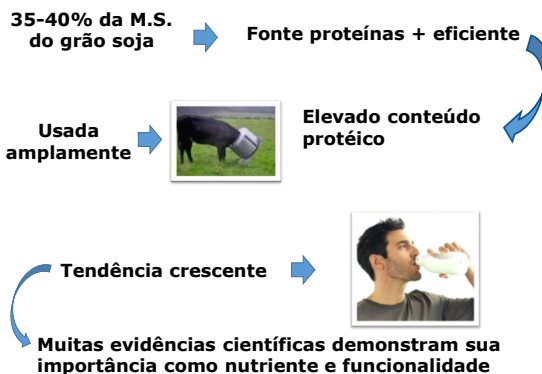 35-40% da M.S.
do grão soja
Fonte proteínas + eficiente
Usada
amplamente
Elevado conteúdo
protéico
Tendência crescente
Muitas evidências científicas demonstram sua
importância como nutriente e funcionalidade